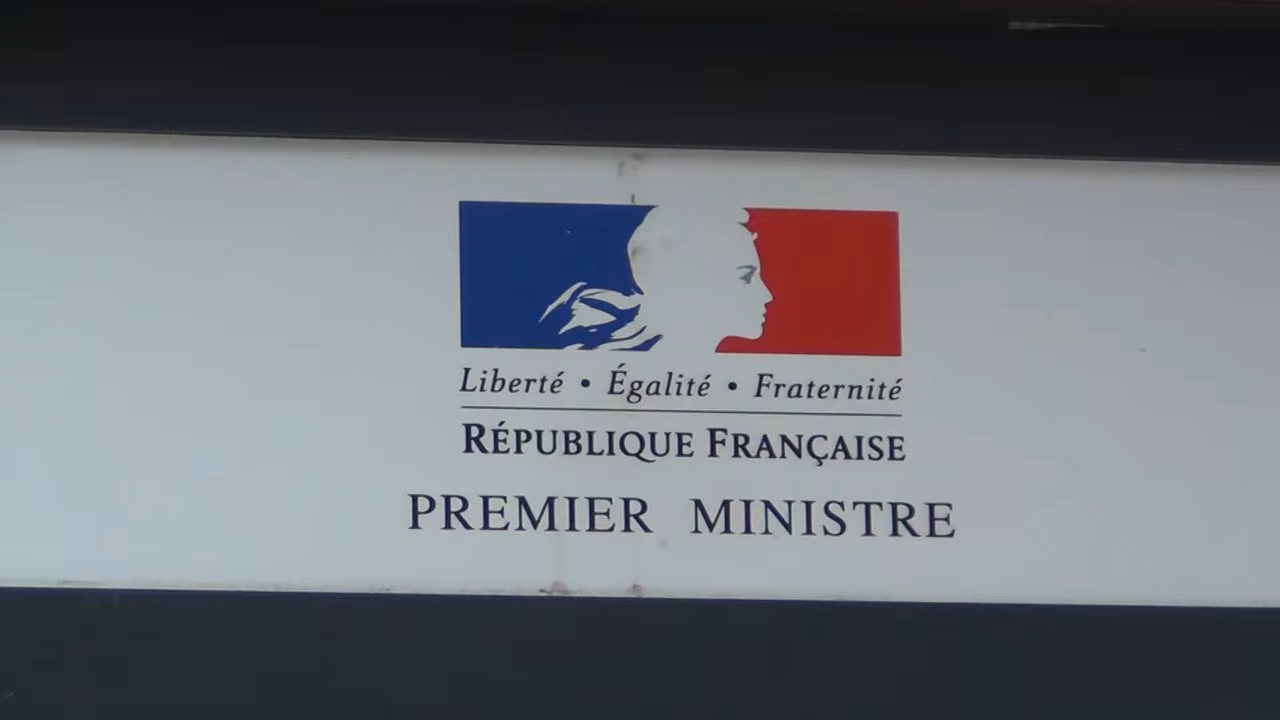 Liberté • Égalité • Fraternité
RÉPUBLIQUE FRANÇAISE
PREMIER MINISTRE